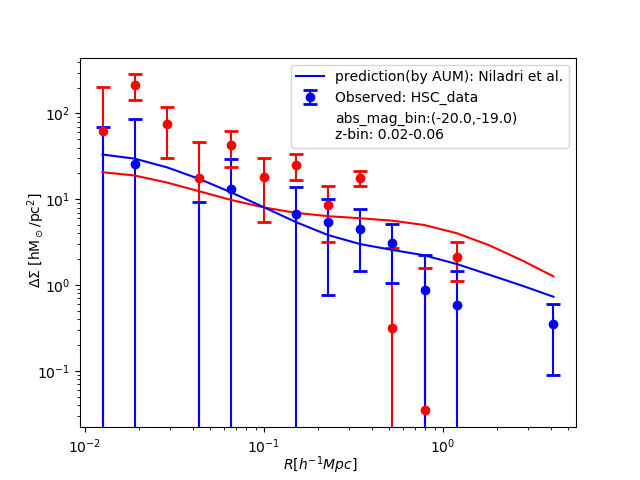 prediction(by AUM): Niladri et al.
Observed: HSC_data
abs_mag_bin:(-20.0,-19.0)
z-bin: 0.02-0.06
ΔΣ [hM⊙/pc²]
10²
10¹
10⁰
10⁻¹
10⁻² 10⁻¹ 10⁰
R[h⁻¹Mpc]